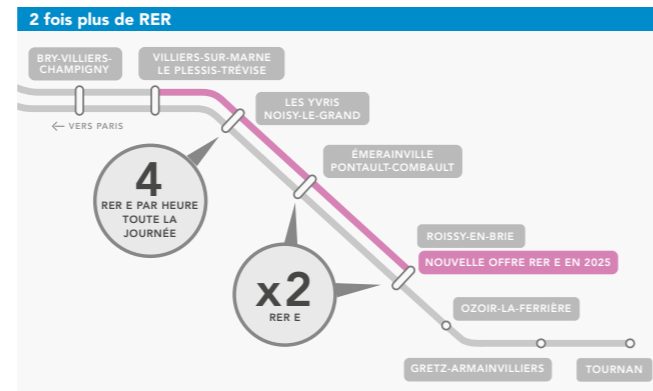 2 fois plus de RER
BRY-VILLIERS-
CHAMPIGNY
VILLIERS-SUR-MARNE
LE PLESSIS-TRÉVISE
← VERS PARIS
LES YVRIS
NOISY-LE-GRAND
4
RER E PAR HEURE
TOUTE LA
JOURNÉE
ÉMERAINVILLE
PONTAULT-COMBAULT
x2
RER E
ROISSY-EN-BRIE
NOUVELLE OFFRE RER E EN 2025
OZOIR-LA-FERRIÈRE
GRETZ-ARMAINVILLIERS
TOURNAN